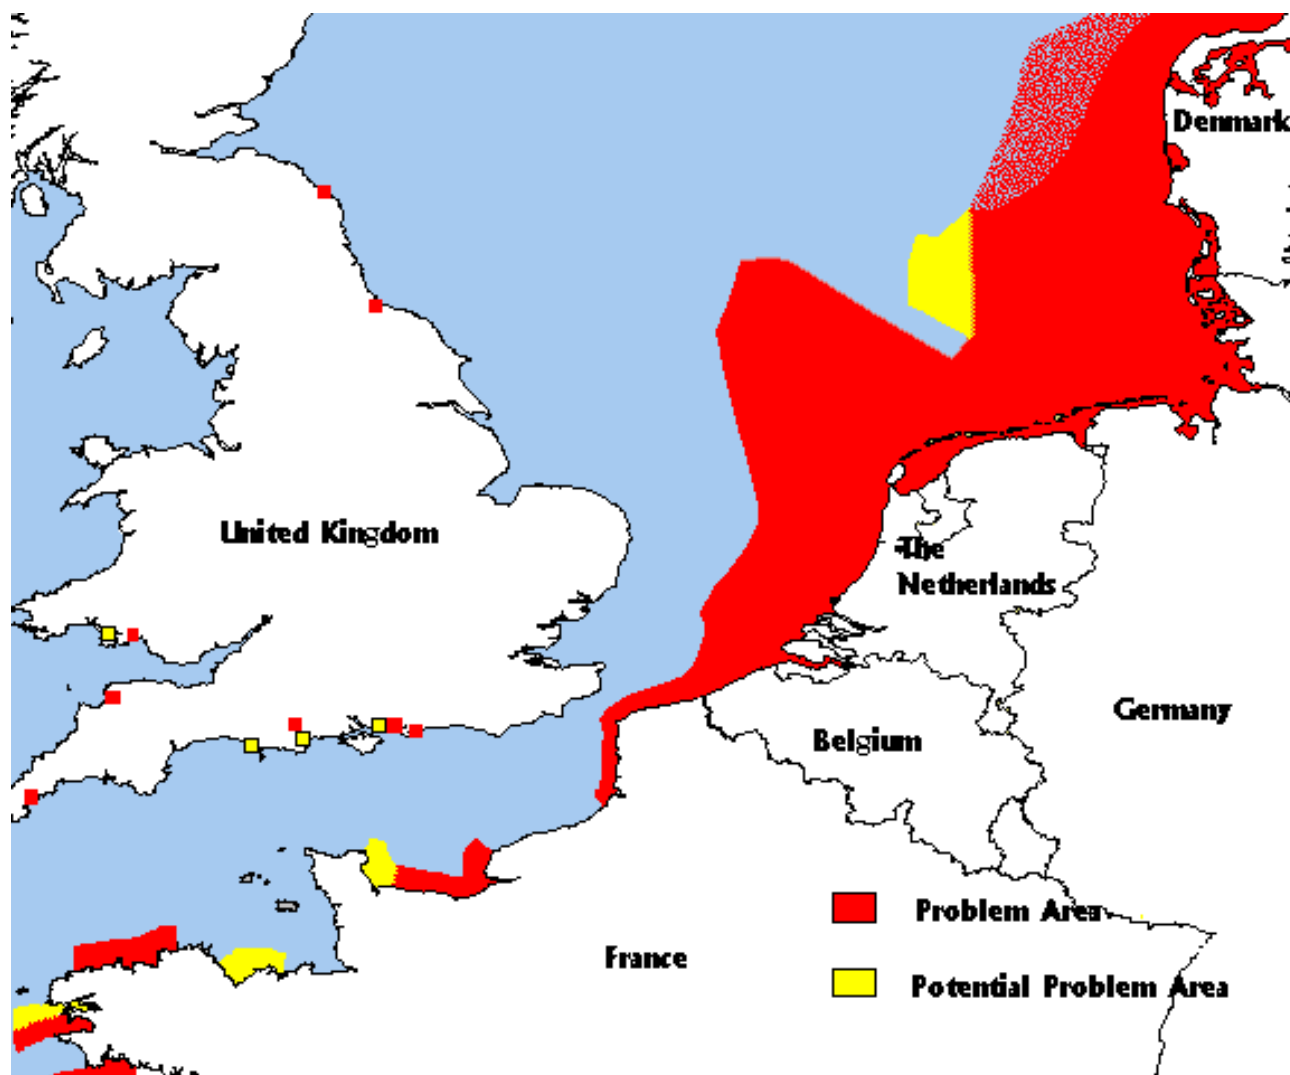 Denmark
United Kingdom
The
Netherlands
Germany
Belgium
Problem Area
France
Potential Problem Area